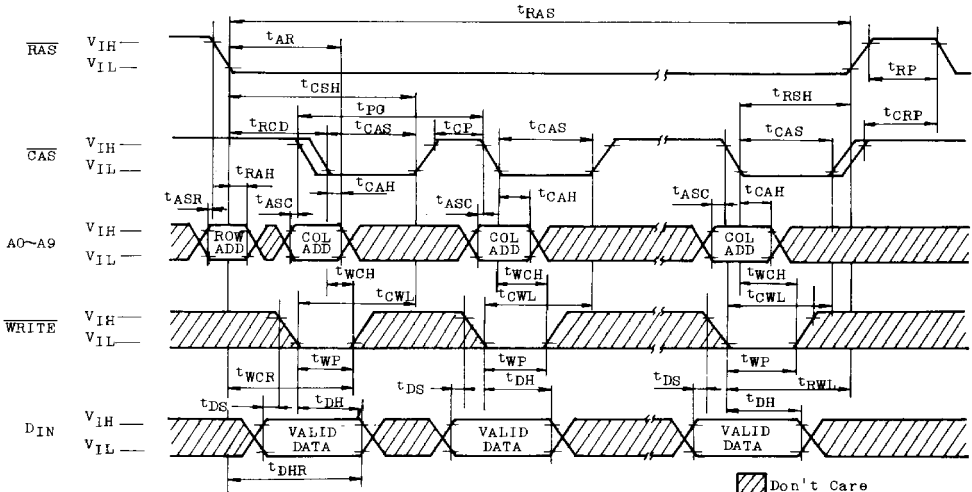 tRAS
RAS VIH tAR
VIL tRP
tCSH
tPG tRSH
tRCD tCAS tCP tCAS tCAS tCRP
CAS VIH
VIL
tRAH tCAH tCAH tCAH
tASR tASC tASC tASC
A0~A9 VIH ROW ADD COL ADD COL ADD COL ADD
VIL
tWCH tWCH tWCH
tCWL tCWL tCWL
WRITE VIH
VIL
tWP tWP tWP
tWCR tRWL
tDS tDH tDS tDH tDS tDH
DIN VIH VALID DATA VALID DATA VALID DATA
VIL
tDHR
Don't Care